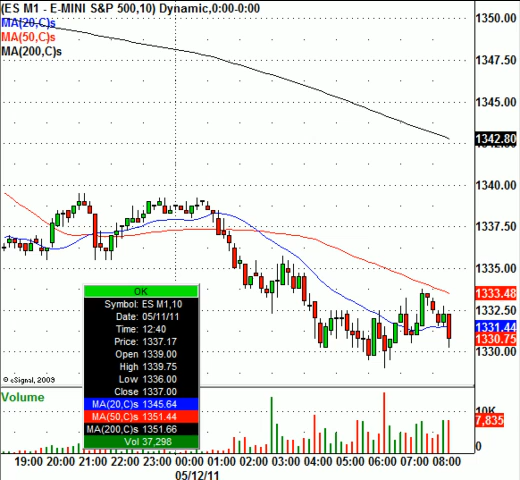 (ES M1 - E-MINI S&P 500,10) Dynamic,0:00-0:00
MA(20,C)s
MA(50,C)s
MA(200,C)s
1350.00
1347.50
1345.00
1342.80
1340.00
1337.50
1335.00
1333.48
1332.50
1331.44
1330.75
1330.00
OK
Symbol: ES M1,10
Date: 05/11/11
Time: 12:40
Price: 1337.17
Open 1339.00
High 1339.75
Low 1336.00
Close 1337.00
MA(20,C)s 1345.64
MA(50,C)s 1351.44
MA(200,C)s 1351.66
Vol 37,298
© eSignal, 2009
Volume
10K
7,835
0
19:00 20:00 21:00 22:00 23:00 00:00 01:00 02:00 03:00 04:00 05:00 06:00 07:00 08:00
05/12/11